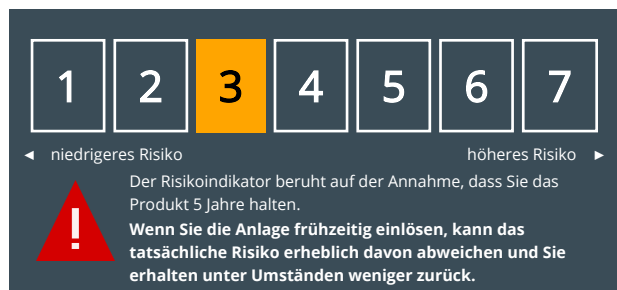 1 2 3 4 5 6 7
◄ niedrigeres Risiko höheres Risiko ►
Der Risikoindikator beruht auf der Annahme, dass Sie das
Produkt 5 Jahre halten.
Wenn Sie die Anlage frühzeitig einlösen, kann das
tatsächliche Risiko erheblich davon abweichen und Sie
erhalten unter Umständen weniger zurück.
!